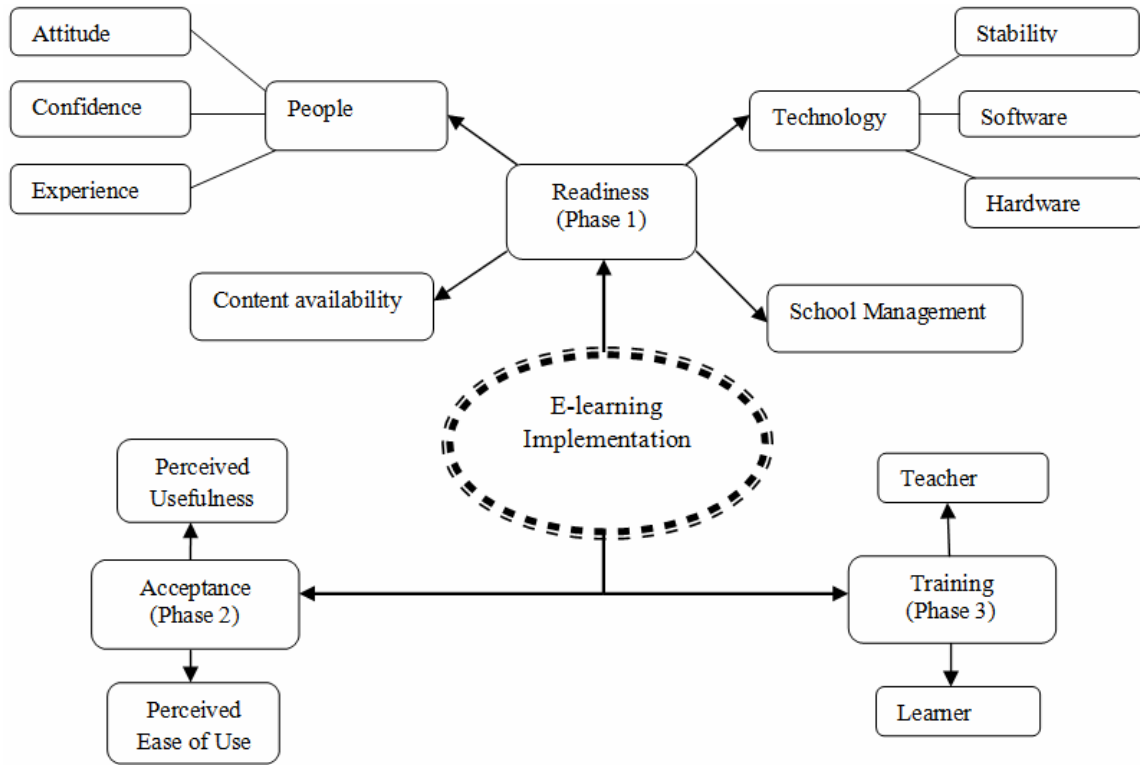 Attitude
Stability
Confidence
People
Technology
Software
Experience
Readiness
(Phase 1)
Hardware
Content availability
School Management
E-learning
Implementation
Perceived
Usefulness
Teacher
Acceptance
(Phase 2)
Training
(Phase 3)
Perceived
Ease of Use
Learner